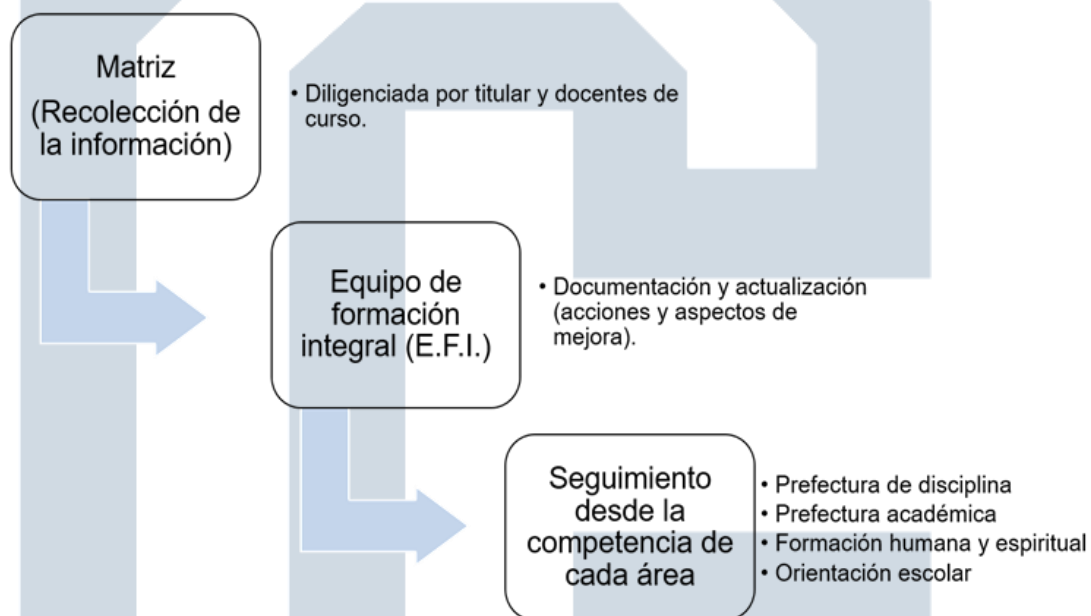 Matriz
(Recolección de
la información)
• Diligenciada por titular y docentes de
curso.
Equipo de
formación
integral (E.F.I.)
• Documentación y actualización
(acciones y aspectos de
mejora).
Seguimiento
desde la
competencia de
cada área
• Prefectura de disciplina
• Prefectura académica
• Formación humana y espiritual
• Orientación escolar